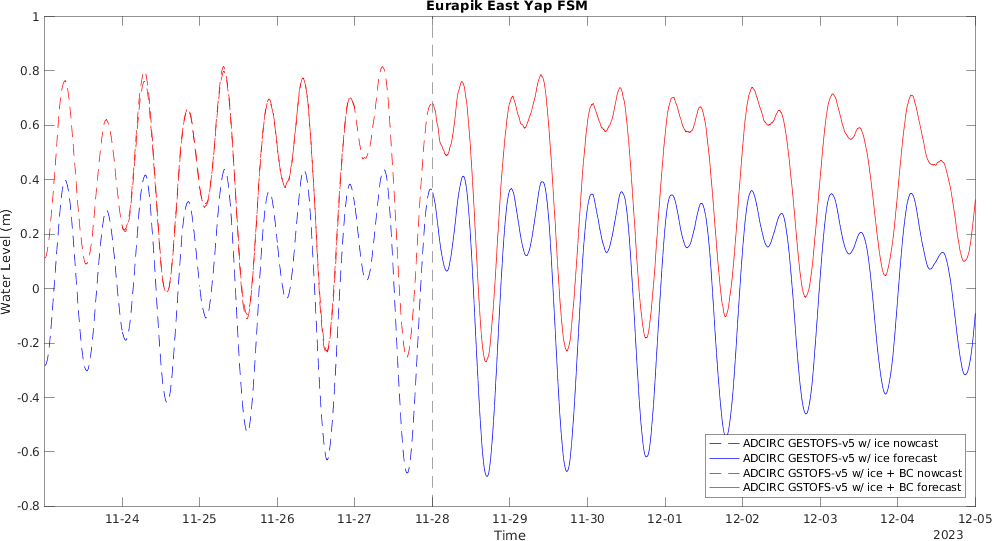 Eurapik East Yap FSM
1
0.8
0.6
0.4
0.2
0
-0.2
-0.4
-0.6
-0.8
Water Level (m)
ADCIRC GESTOFS-v5 w/ ice nowcast
ADCIRC GESTOFS-v5 w/ ice forecast
ADCIRC GSTOFS-v5 w/ ice + BC nowcast
ADCIRC GSTOFS-v5 w/ ice + BC forecast
11-24 11-25 11-26 11-27 11-28 11-29 11-30 12-01 12-02 12-03 12-04 12-05
Time
2023